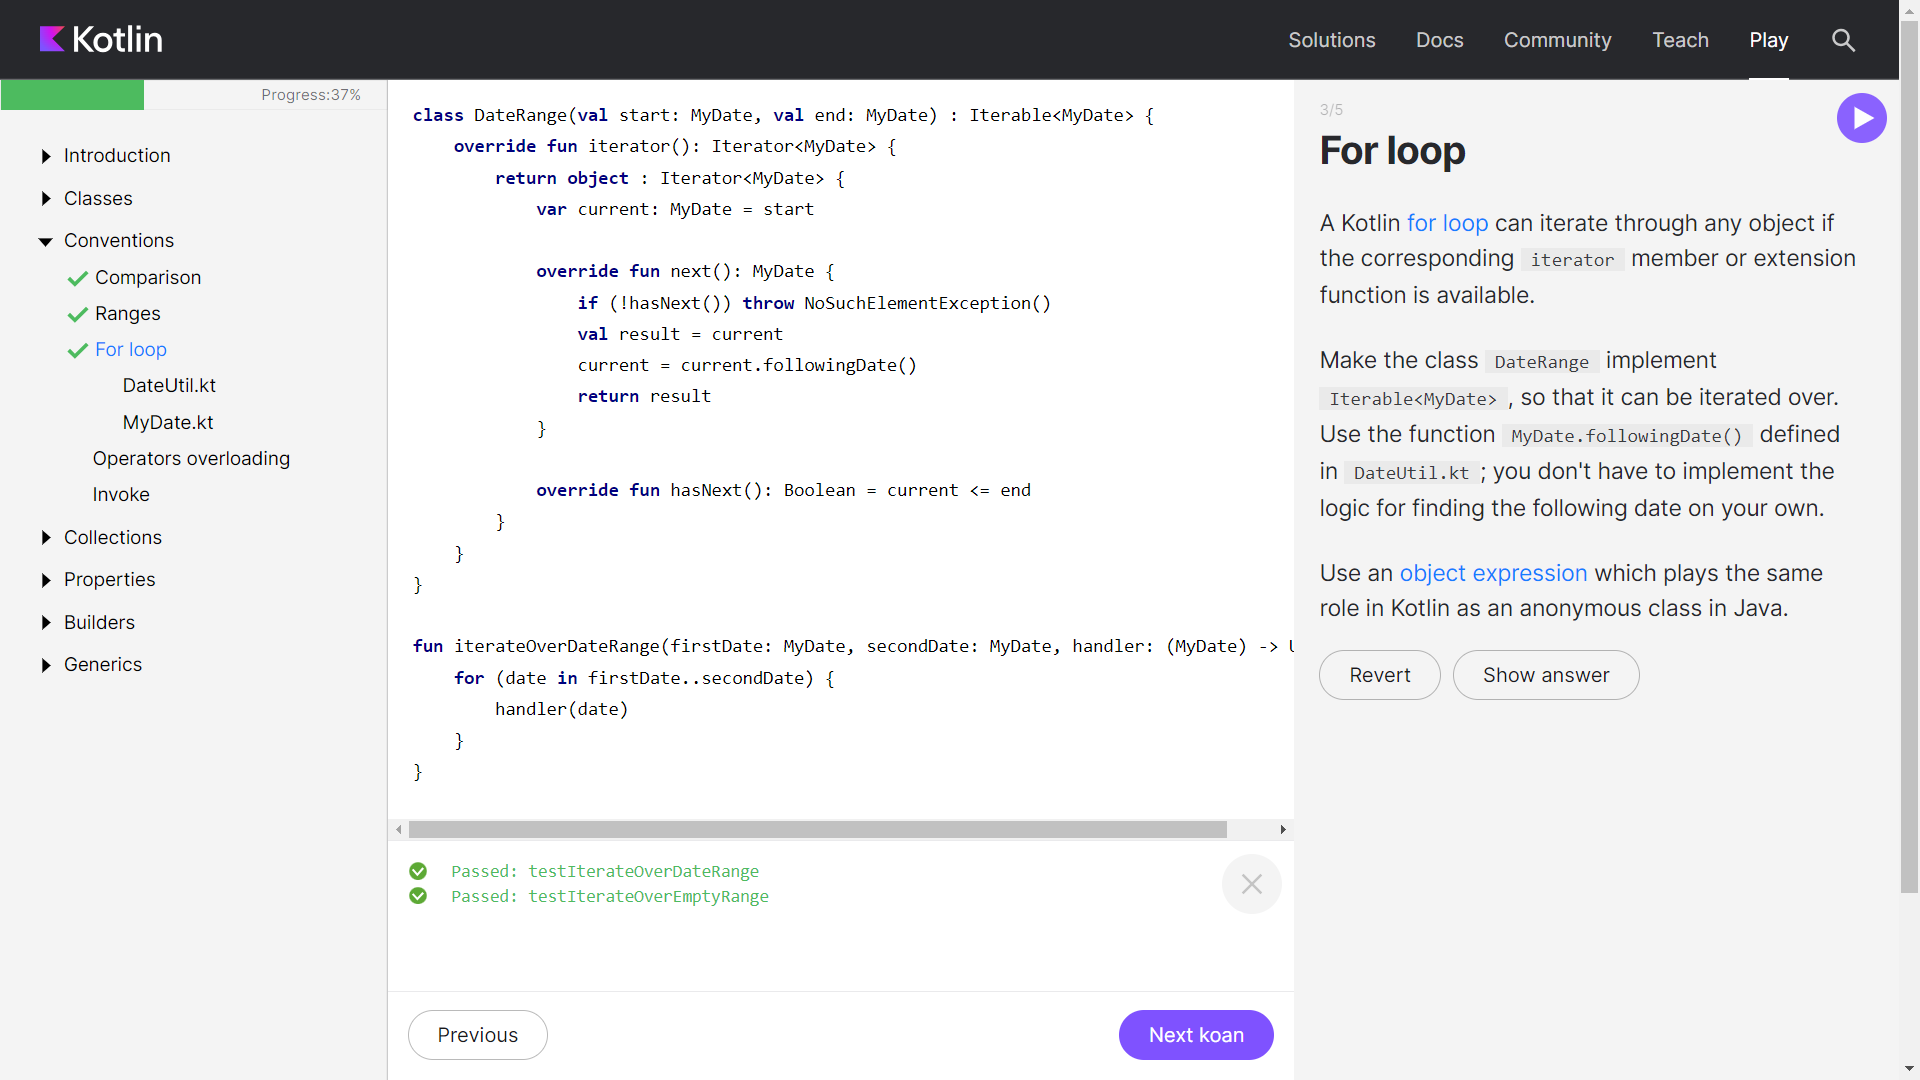 Kotlin
Solutions
Docs
Community
Teach
Play
Progress:37%
Introduction
Classes
Conventions
Comparison
Ranges
For loop
DateUtil.kt
MyDate.kt
Operators overloading
Invoke
Collections
Properties
Builders
Generics
class DateRange(val start: MyDate, val end: MyDate) : Iterable<MyDate> {
    override fun iterator(): Iterator<MyDate> {
        return object : Iterator<MyDate> {
            var current: MyDate = start

            override fun next(): MyDate {
                if (!hasNext()) throw NoSuchElementException()
                val result = current
                current = current.followingDate()
                return result
            }

            override fun hasNext(): Boolean = current <= end
        }
    }
}

fun iterateOverDateRange(firstDate: MyDate, secondDate: MyDate, handler: (MyDate) ->
    for (date in firstDate..secondDate) {
        handler(date)
    }
}
Passed: testIterateOverDateRange
Passed: testIterateOverEmptyRange
Previous
Next koan
3/5
For loop
A Kotlin for loop can iterate through any object if
the corresponding iterator member or extension
function is available.
Make the class DateRange implement
Iterable<MyDate> , so that it can be iterated over.
Use the function MyDate.followingDate() defined
in DateUtil.kt ; you don't have to implement the
logic for finding the following date on your own.
Use an object expression which plays the same
role in Kotlin as an anonymous class in Java.
Revert
Show answer